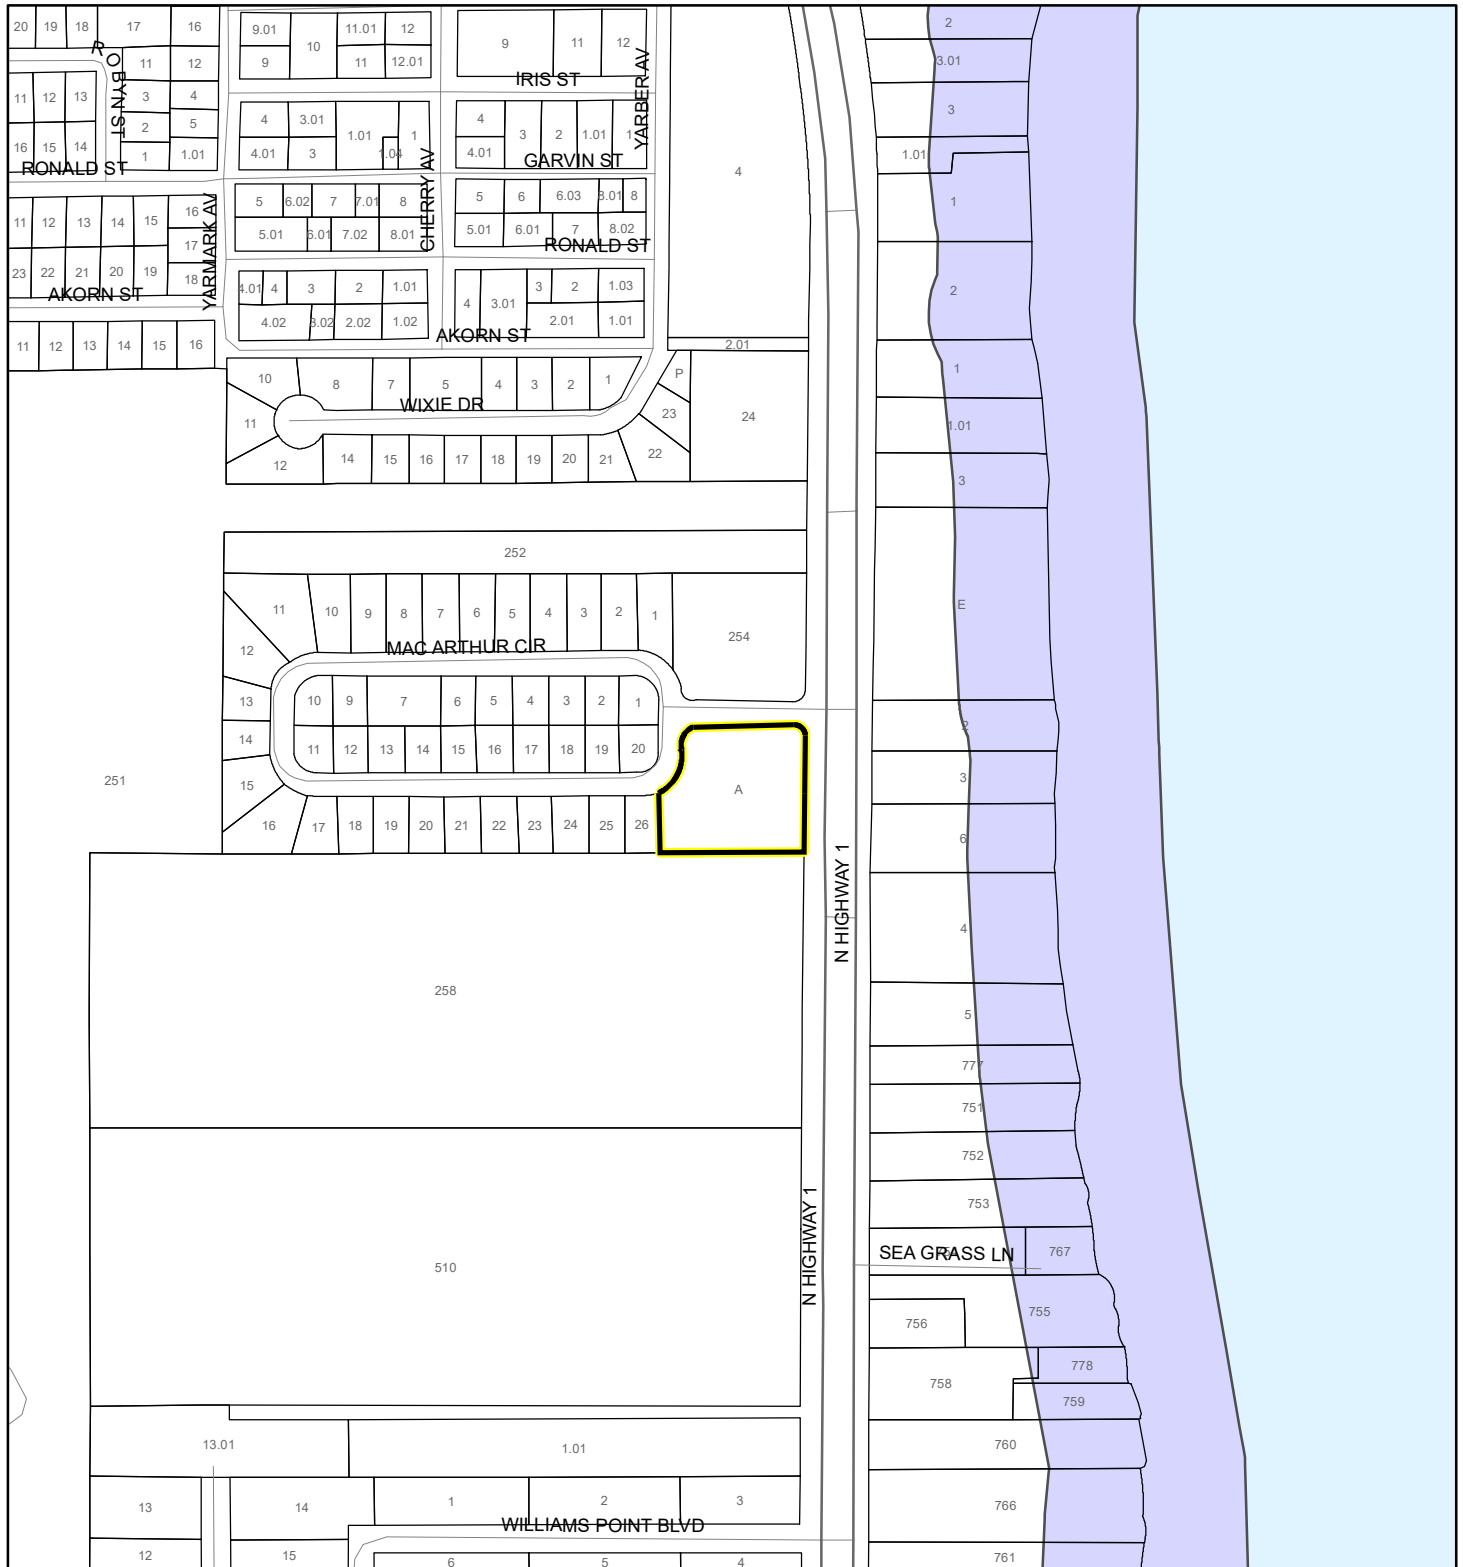 20 19 18 17 16 9.01 10 11.01 12 9 11 12 2
9 11 12.01 3.01
ROBYN ST 11 12 IRIS ST YARBER AV
11 12 13 3 4 4 3.01 1.01 1 4 3 2 1.01 1 3
2 5
16 15 14 1 1.01 4.01 3 1.04 4.01 1.01
RONALD ST GARVIN ST
4
YARMARK AV CHERRY AV
11 12 13 14 15 16 5 6.02 7 7.01 8 5 6 6.03 8.01 8 1
17 5.01 6.01 7.02 8.01 5.01 6.01 7 8.02
RONALD ST
23 22 21 20 19 18
AKORN ST
4.01 4 3 2 1.01 4 3.01 3 2 1.03 2
4.02 3.02 2.02 1.02 2.01 1.01
AKORN ST
11 12 13 14 15 16 2.01
10 8 7 5 4 3 2 1 P 1
WIXIE DR
11 23 24 1.01
12 14 15 16 17 18 19 20 21 22 3
252
11 10 9 8 7 6 5 4 3 2 1 254 E
MAC ARTHUR CIR
12
13 10 9 7 6 5 4 3 2 1 2
14 11 12 13 14 15 16 17 18 19 20
251 15 A 3
16 17 18 19 20 21 22 23 24 25 26 6
N HIGHWAY 1
4
258 5
777
751
752
753
N HIGHWAY 1
SEA GRASS LN 767
510 755
756
778
758 759
13.01 1.01 760
13 14 1 2 3 766
WILLIAMS POINT BLVD
12 15 6 5 4 761